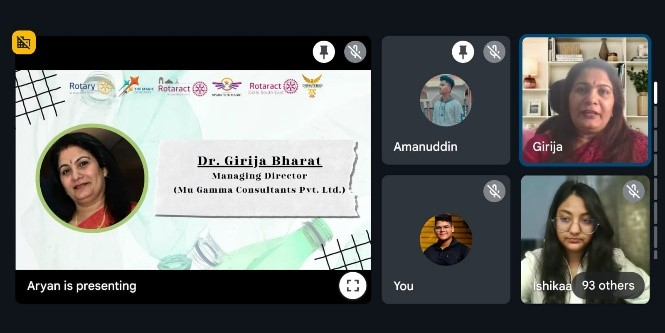 Rotary
Rotaract
Rotaract
Dr. Girija Bharat
Managing Director
(Mu Gamma Consultants Pvt. Ltd.)
Aryan is presenting
Amanuddin
Girija
You
Ishikaa
93 others